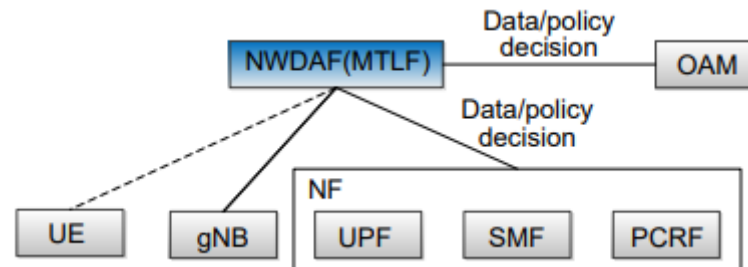 Data/policy
decision
NWDAF(MTLF)
OAM
Data/policy
decision
NF
UE
gNB
UPF
SMF
PCRF